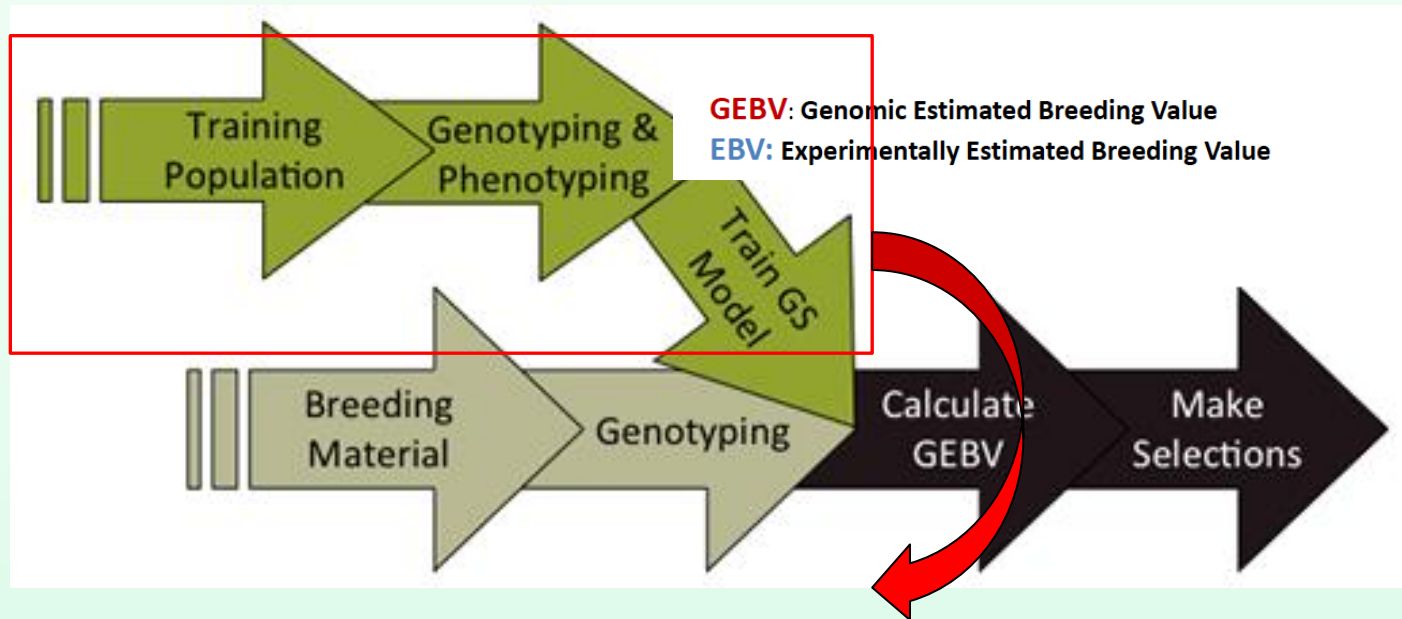 Training
Population
Genotyping &
Phenotyping
GEBV: Genomic Estimated Breeding Value
EBV: Experimentally Estimated Breeding Value
Train GS
Model
Breeding
Material
Genotyping
Calculate
GEBV
Make
Selections